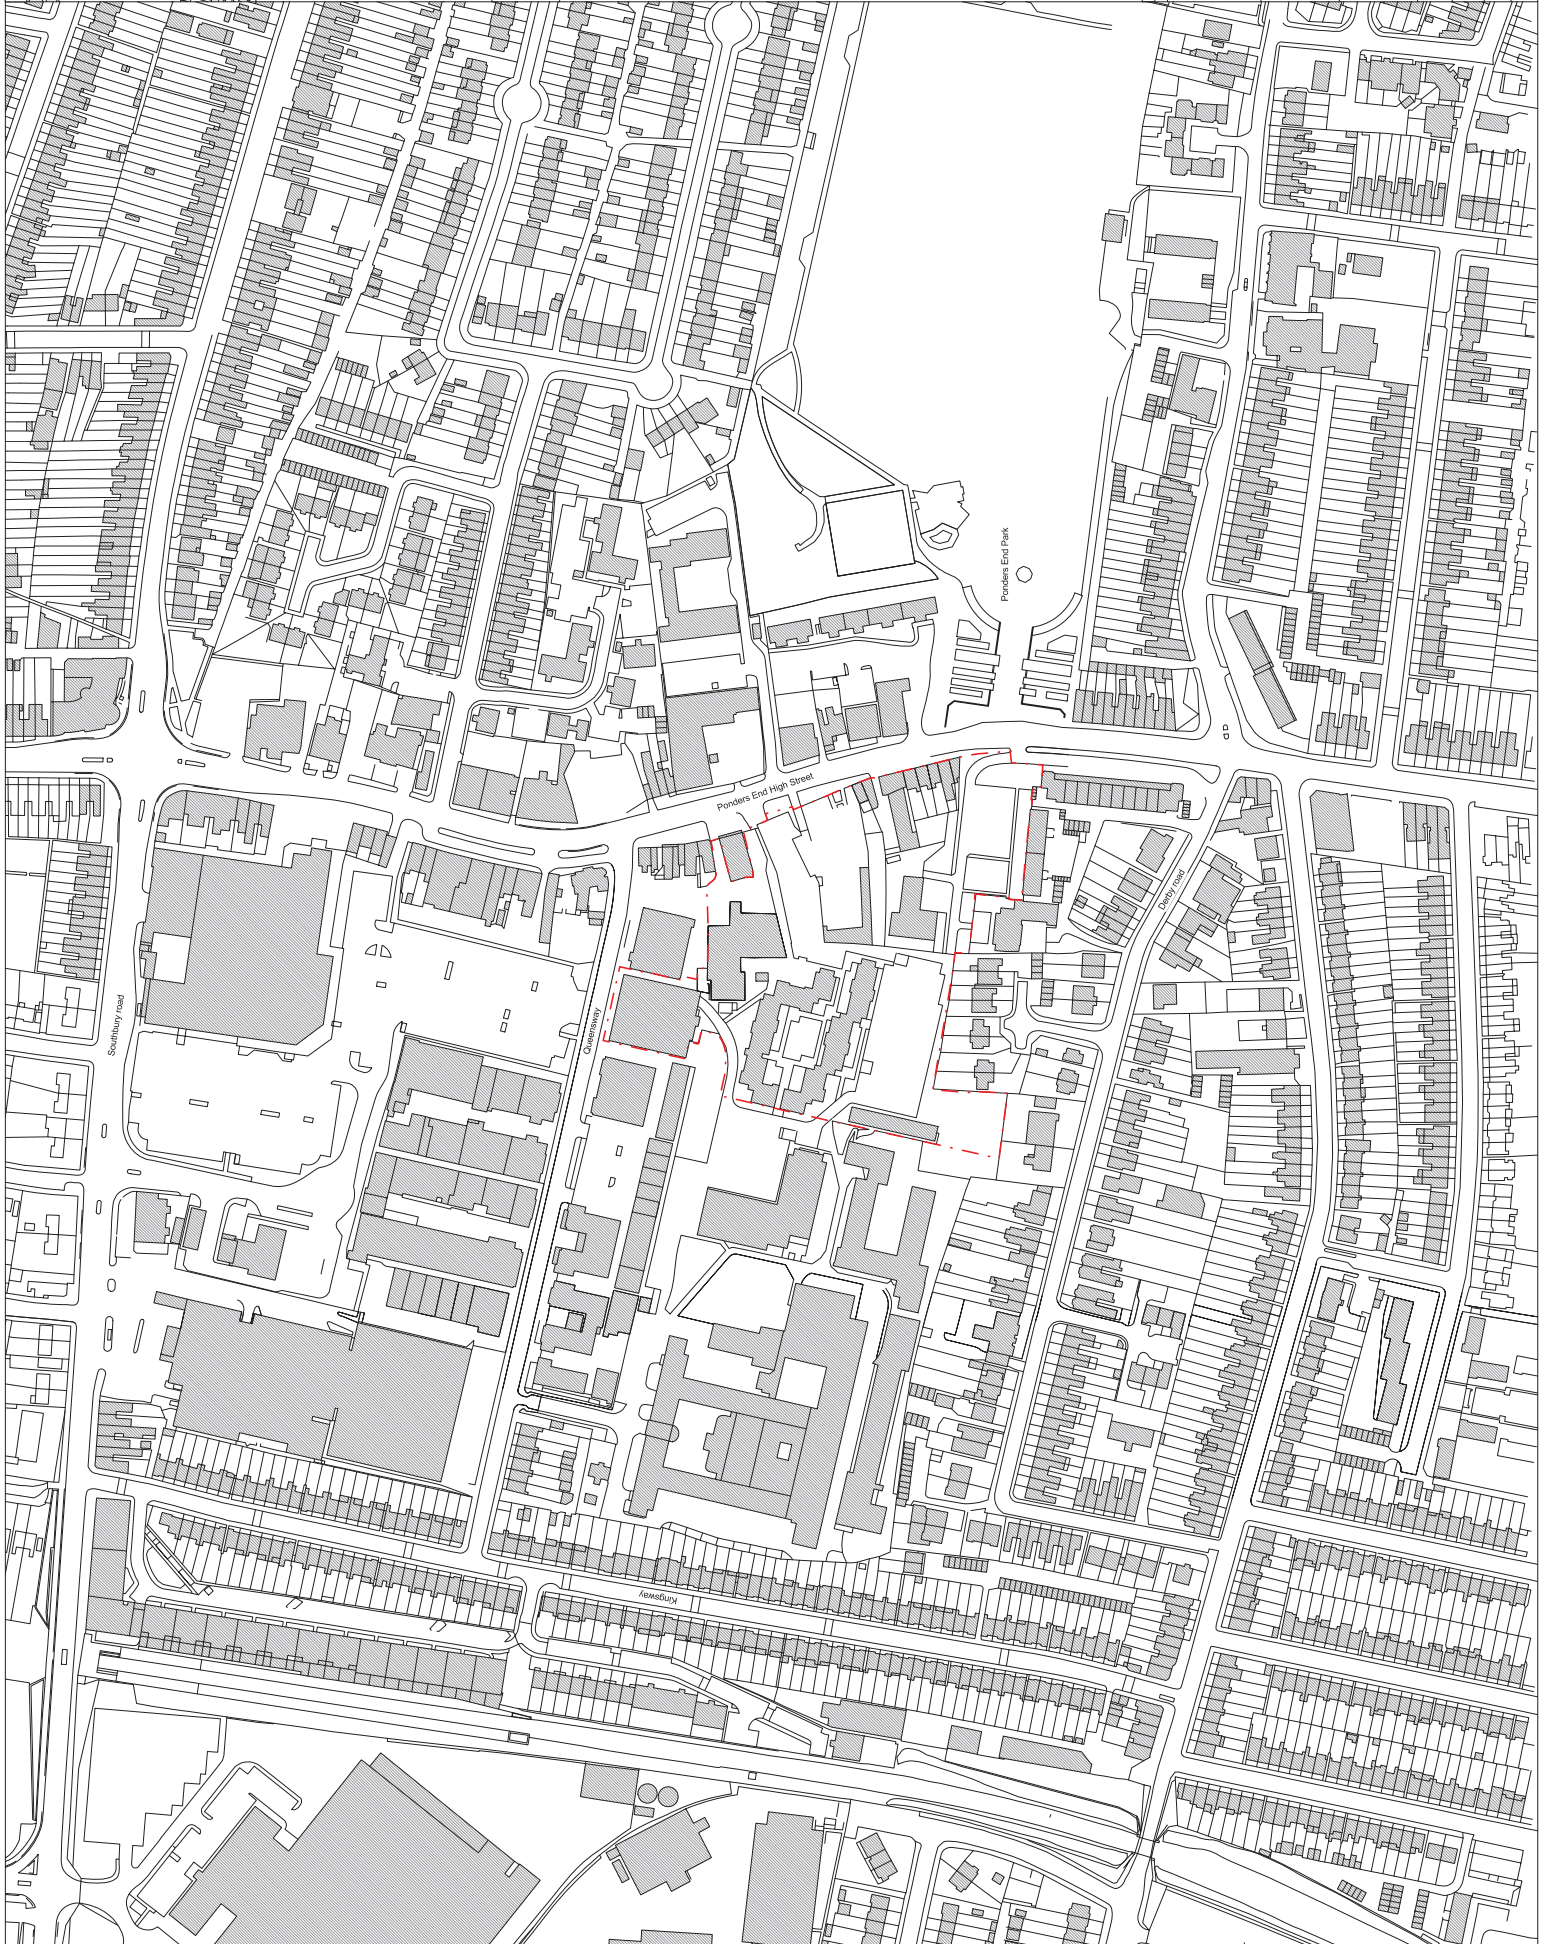 Ponders End Park
Ponders End High Street
Derby road
Southbury road
Queensway
Kingsway